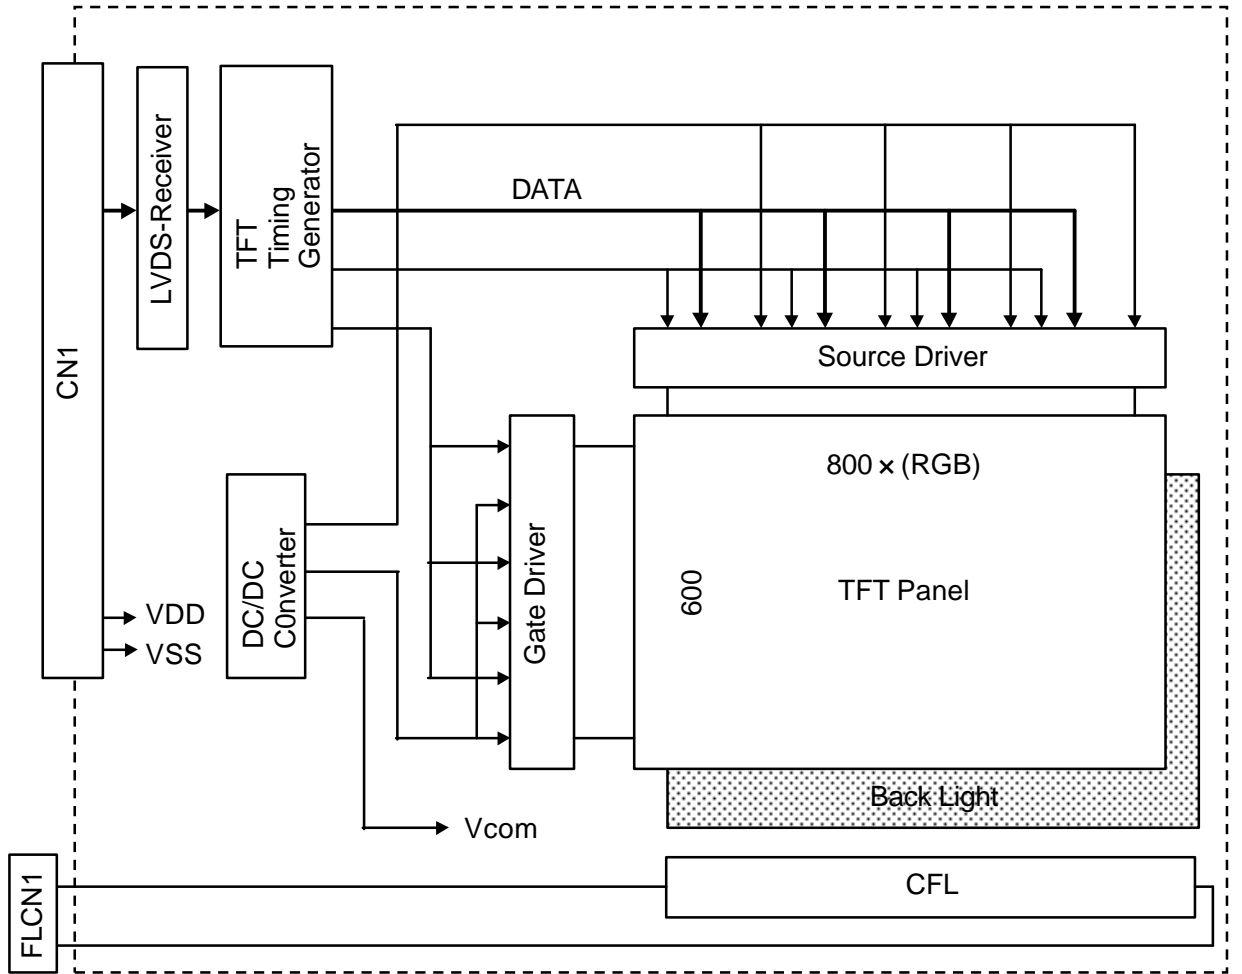 CN1
LVDS-Receiver
TFT
Timing
Generator
DATA
Source Driver
800 × (RGB)
600
TFT Panel
Gate Driver
DC/DC
C0nverter
VDD
VSS
Back Light
Vcom
FLCN1
CFL